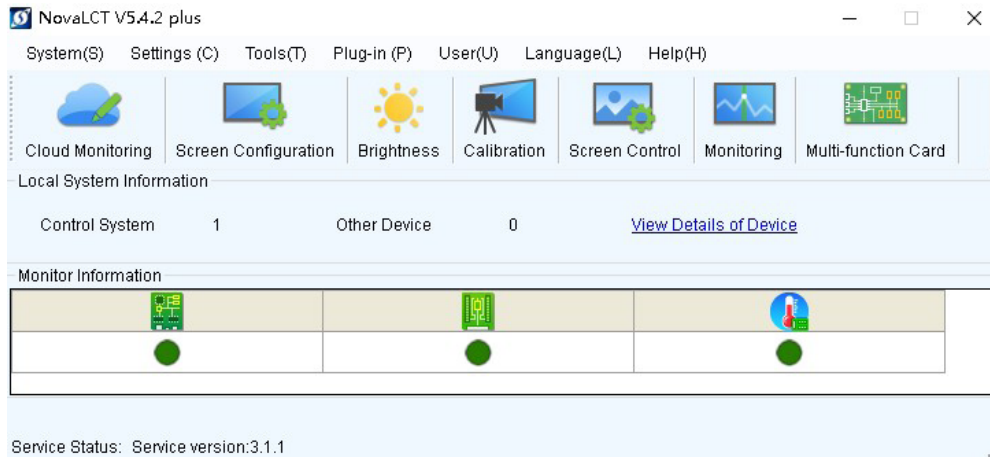 NovaLCT V5.4.2 plus
System(S) Settings (C) Tools(T) Plug-in (P) User(U) Language(L) Help(H)
Cloud Monitoring Screen Configuration Brightness Calibration Screen Control Monitoring Multi-function Card
Local System Information
Control System 1 Other Device 0 View Details of Device
Monitor Information
Service Status: Service version:3.1.1